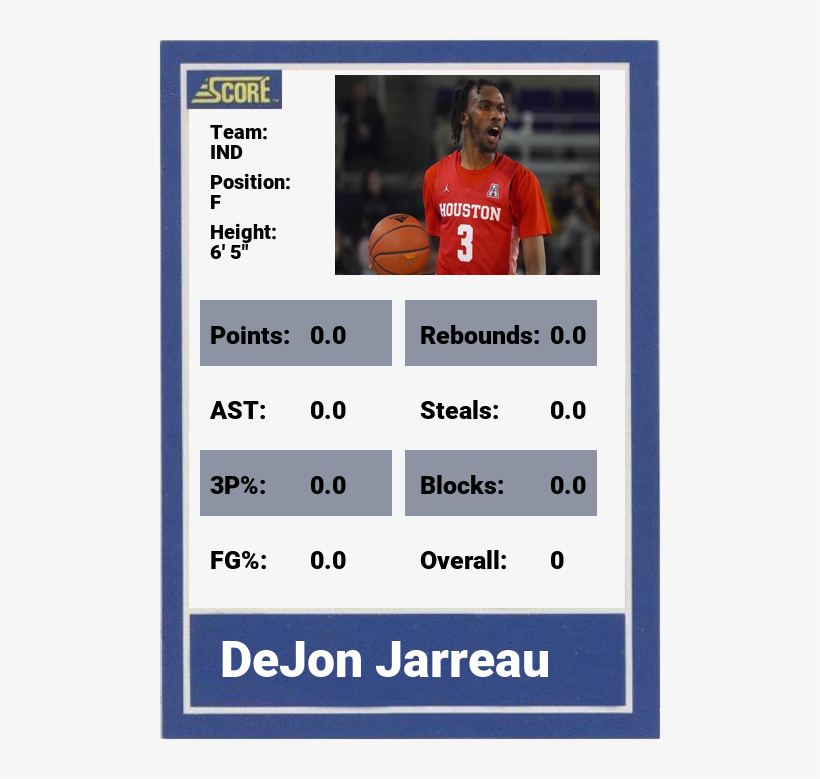 SCORE
Team:
IND
Position:
F
Height:
6' 5"
HOUSTON
3
Points: 0.0 Rebounds: 0.0
AST: 0.0 Steals: 0.0
3P%: 0.0 Blocks: 0.0
FG%: 0.0 Overall: 0
DeJon Jarreau